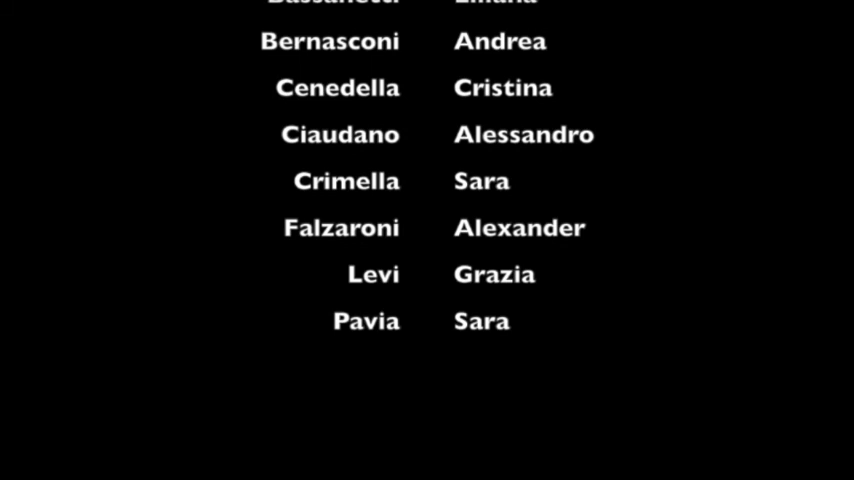 Bernasconi Andrea
Cenedella Cristina
Ciaudano Alessandro
Crimella Sara
Falzaroni Alexander
Levi Grazia
Pavia Sara